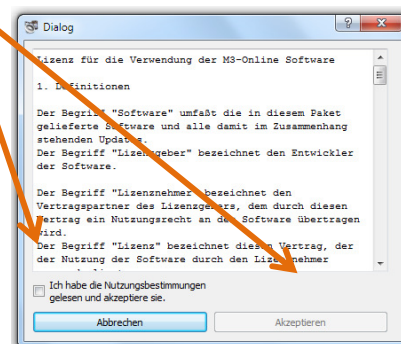 Dialog
Lizenz für die Verwendung der M3-Online Software
1. Definitionen
Der Begriff "Software" umfaßt die in diesem Paket
gelieferte Software und alle damit im Zusammenhang
stehenden Updates.
Der Begriff "Lizenzgeber" bezeichnet den Entwickler
der Software.
Der Begriff "Lizenznehmer" bezeichnet den
Vertragspartner des Lizenzgebers, dem durch diesen
Vertrag ein Nutzungsrecht an der Software übertragen
wird.
Der Begriff "Lizenz" bezeichnet diesen Vertrag, der
der Nutzung der Software durch den Lizenznehmer
Ich habe die Nutzungsbestimmungen
gelesen und akzeptiere sie.
Abbrechen Akzeptieren